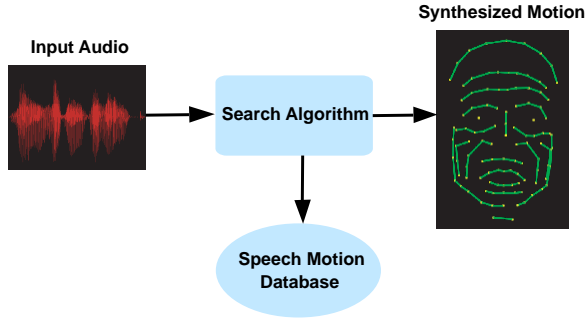 Synthesized Motion
Input Audio
Search Algorithm
Speech Motion
Database